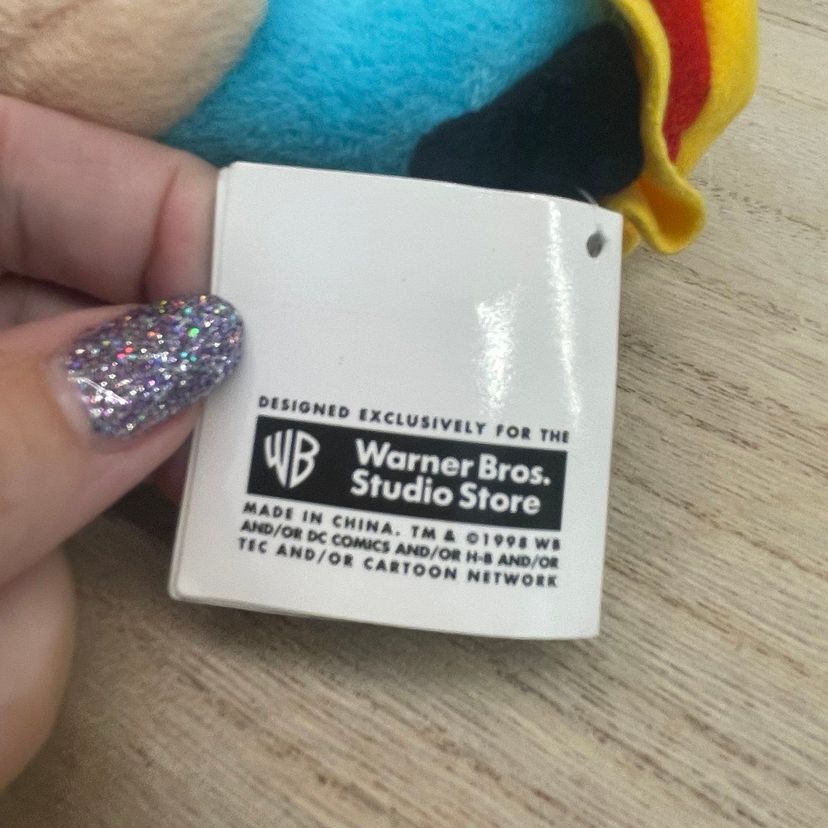 DESIGNED EXCLUSIVELY FOR THE
WB Warner Bros.
Studio Store
MADE IN CHINA. TM & ©1998 WB
AND/OR DC COMICS AND/OR H-B AND/OR
TEC AND/OR CARTOON NETWORK